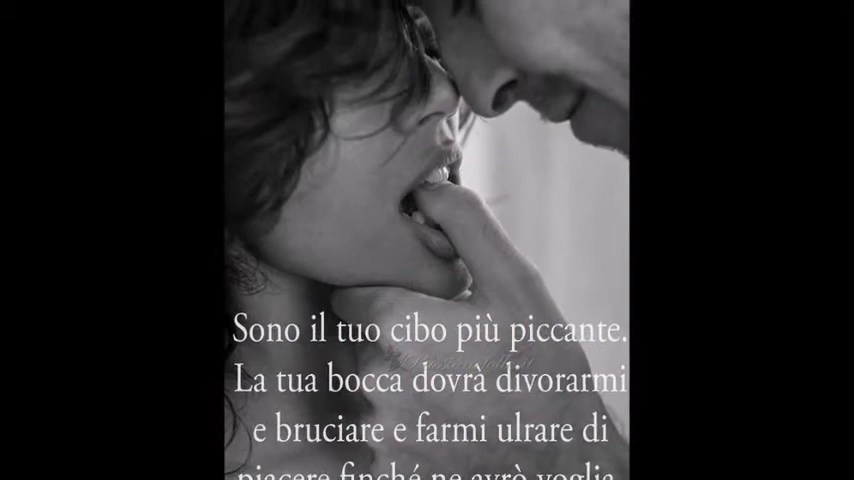 Sono il tuo cibo più piccante.
La tua bocca dovrà divorarmi
e bruciare e farmi ulrare di
piacere finché ne avrò voglia.